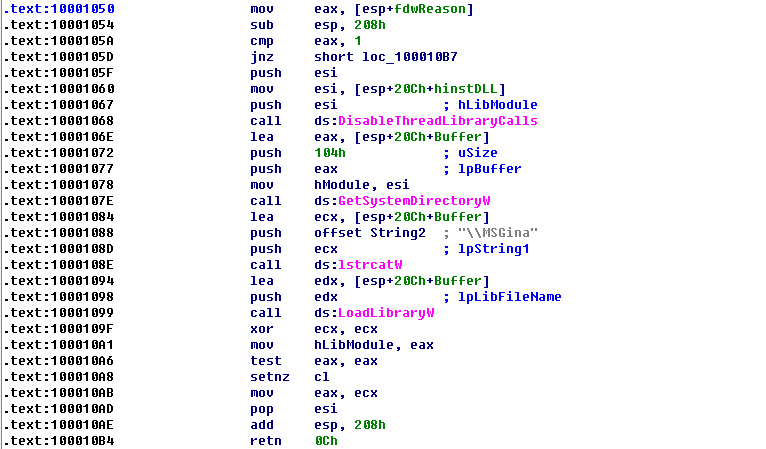 .text:10001050 mov eax, [esp+fdwReason]
.text:10001054 sub esp, 208h
.text:1000105A cmp eax, 1
.text:1000105D jnz short loc_100010B7
.text:1000105F push esi
.text:10001060 mov esi, [esp+20Ch+hinstDLL]
.text:10001067 push esi ; hLibModule
.text:10001068 call ds:DisableThreadLibraryCalls
.text:1000106E lea eax, [esp+20Ch+Buffer]
.text:10001072 push 104h ; uSize
.text:10001077 push eax ; lpBuffer
.text:10001078 mov hModule, esi
.text:1000107E call ds:GetSystemDirectoryW
.text:10001084 lea ecx, [esp+20Ch+Buffer]
.text:10001088 push offset String2 ; "\\MSGina"
.text:1000108D push ecx ; lpString1
.text:1000108E call ds:lstrcatW
.text:10001094 lea edx, [esp+20Ch+Buffer]
.text:10001098 push edx ; lpLibFileName
.text:10001099 call ds:LoadLibraryW
.text:1000109F xor ecx, ecx
.text:100010A1 mov hLibModule, eax
.text:100010A6 test eax, eax
.text:100010A8 setnz cl
.text:100010AB mov eax, ecx
.text:100010AD pop esi
.text:100010AE add esp, 208h
.text:100010B4 retn 0Ch